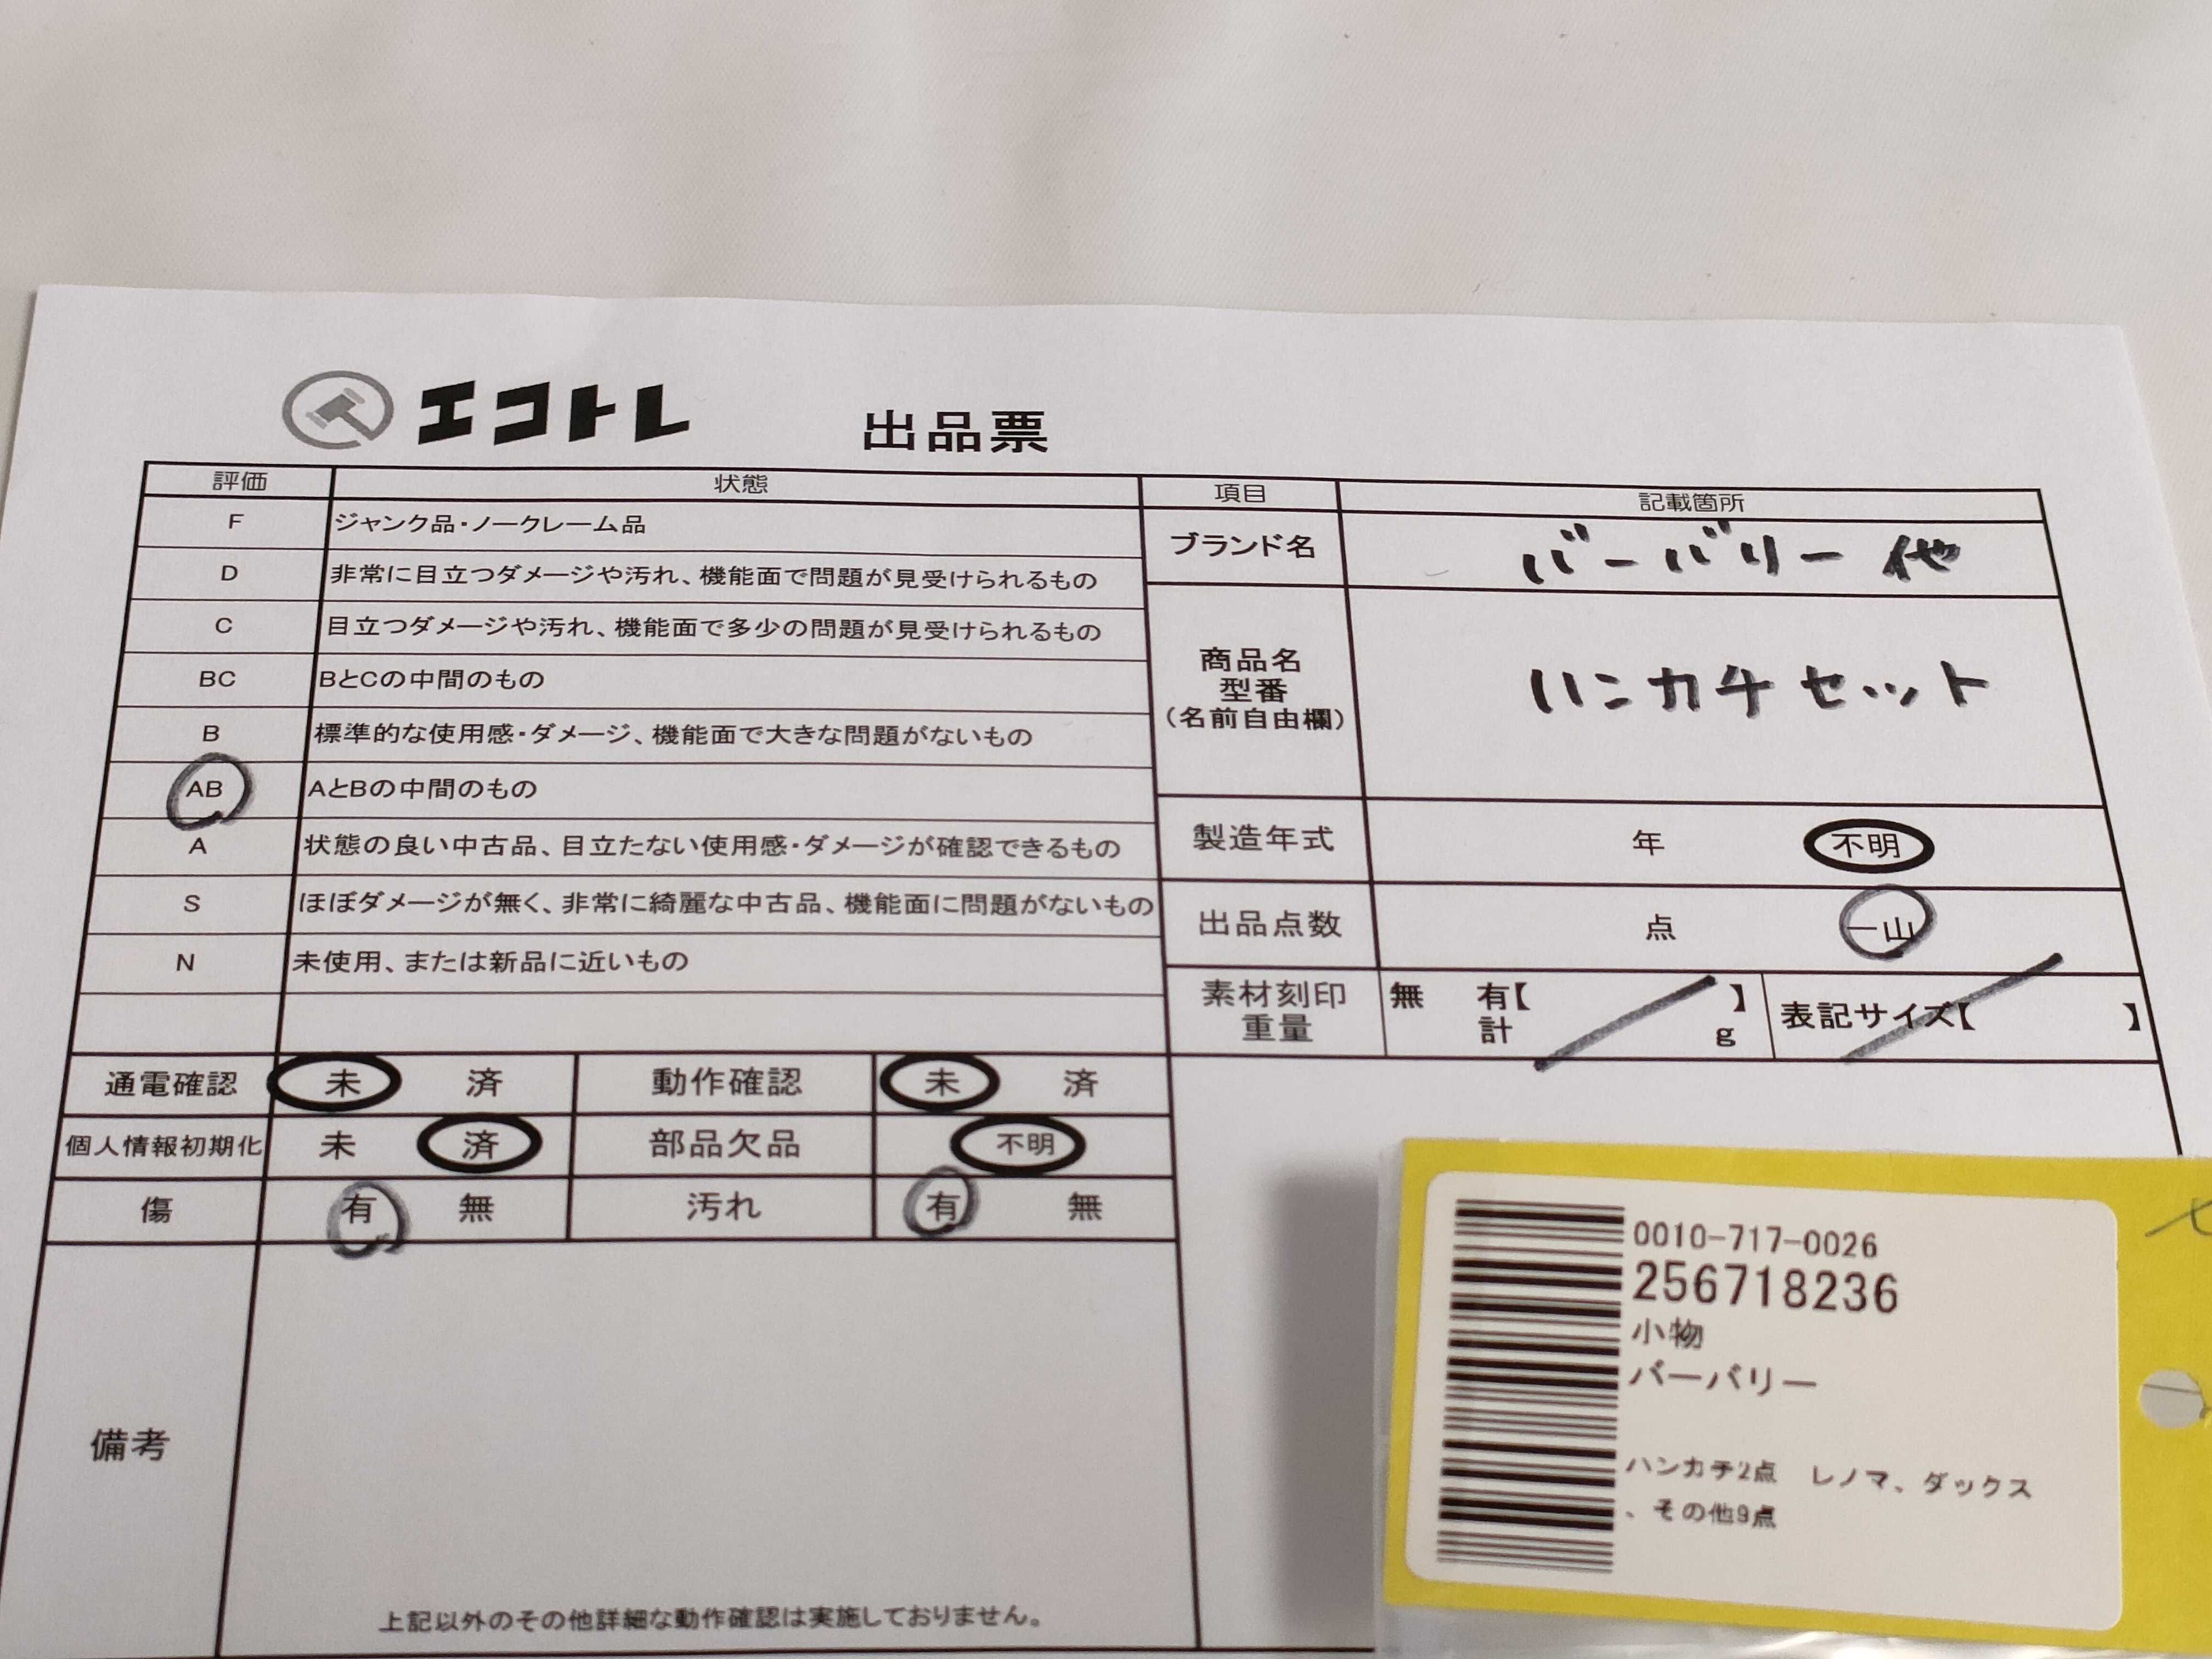 エコトレ 出品票
評価 状態 項目 記載箇所
F ジャンク品・ノークレーム品
D 非常に目立つダメージや汚れ、機能面で問題が見受けられるもの
C 目立つダメージや汚れ、機能面で多少の問題が見受けられるもの
BC BとCの中間のもの
B 標準的な使用感・ダメージ、機能面で大きな問題がないもの
AB AとBの中間のもの
A 状態の良い中古品、目立たない使用感・ダメージが確認できるもの
S ほぼダメージが無く、非常に綺麗な中古品、機能面に問題がないもの
N 未使用、または新品に近いもの
ブランド名 バーバリー 他
商品名
型番
(名前自由欄)
ハンカチセット
製造年式 年 不明
出品点数 点 一山
素材刻印 無 有【 】 表記サイズ【 】
重量 計 g
通電確認 未 済 動作確認 未 済
個人情報初期化 未 済 部品欠品 不明
傷 有 無 汚れ 有 無
備考
上記以外のその他詳細な動作確認は実施しておりません。
0010-717-0026
256718236
小物
バーバリー
ハンカチ2点 レノマ、ダックス
、その他9点